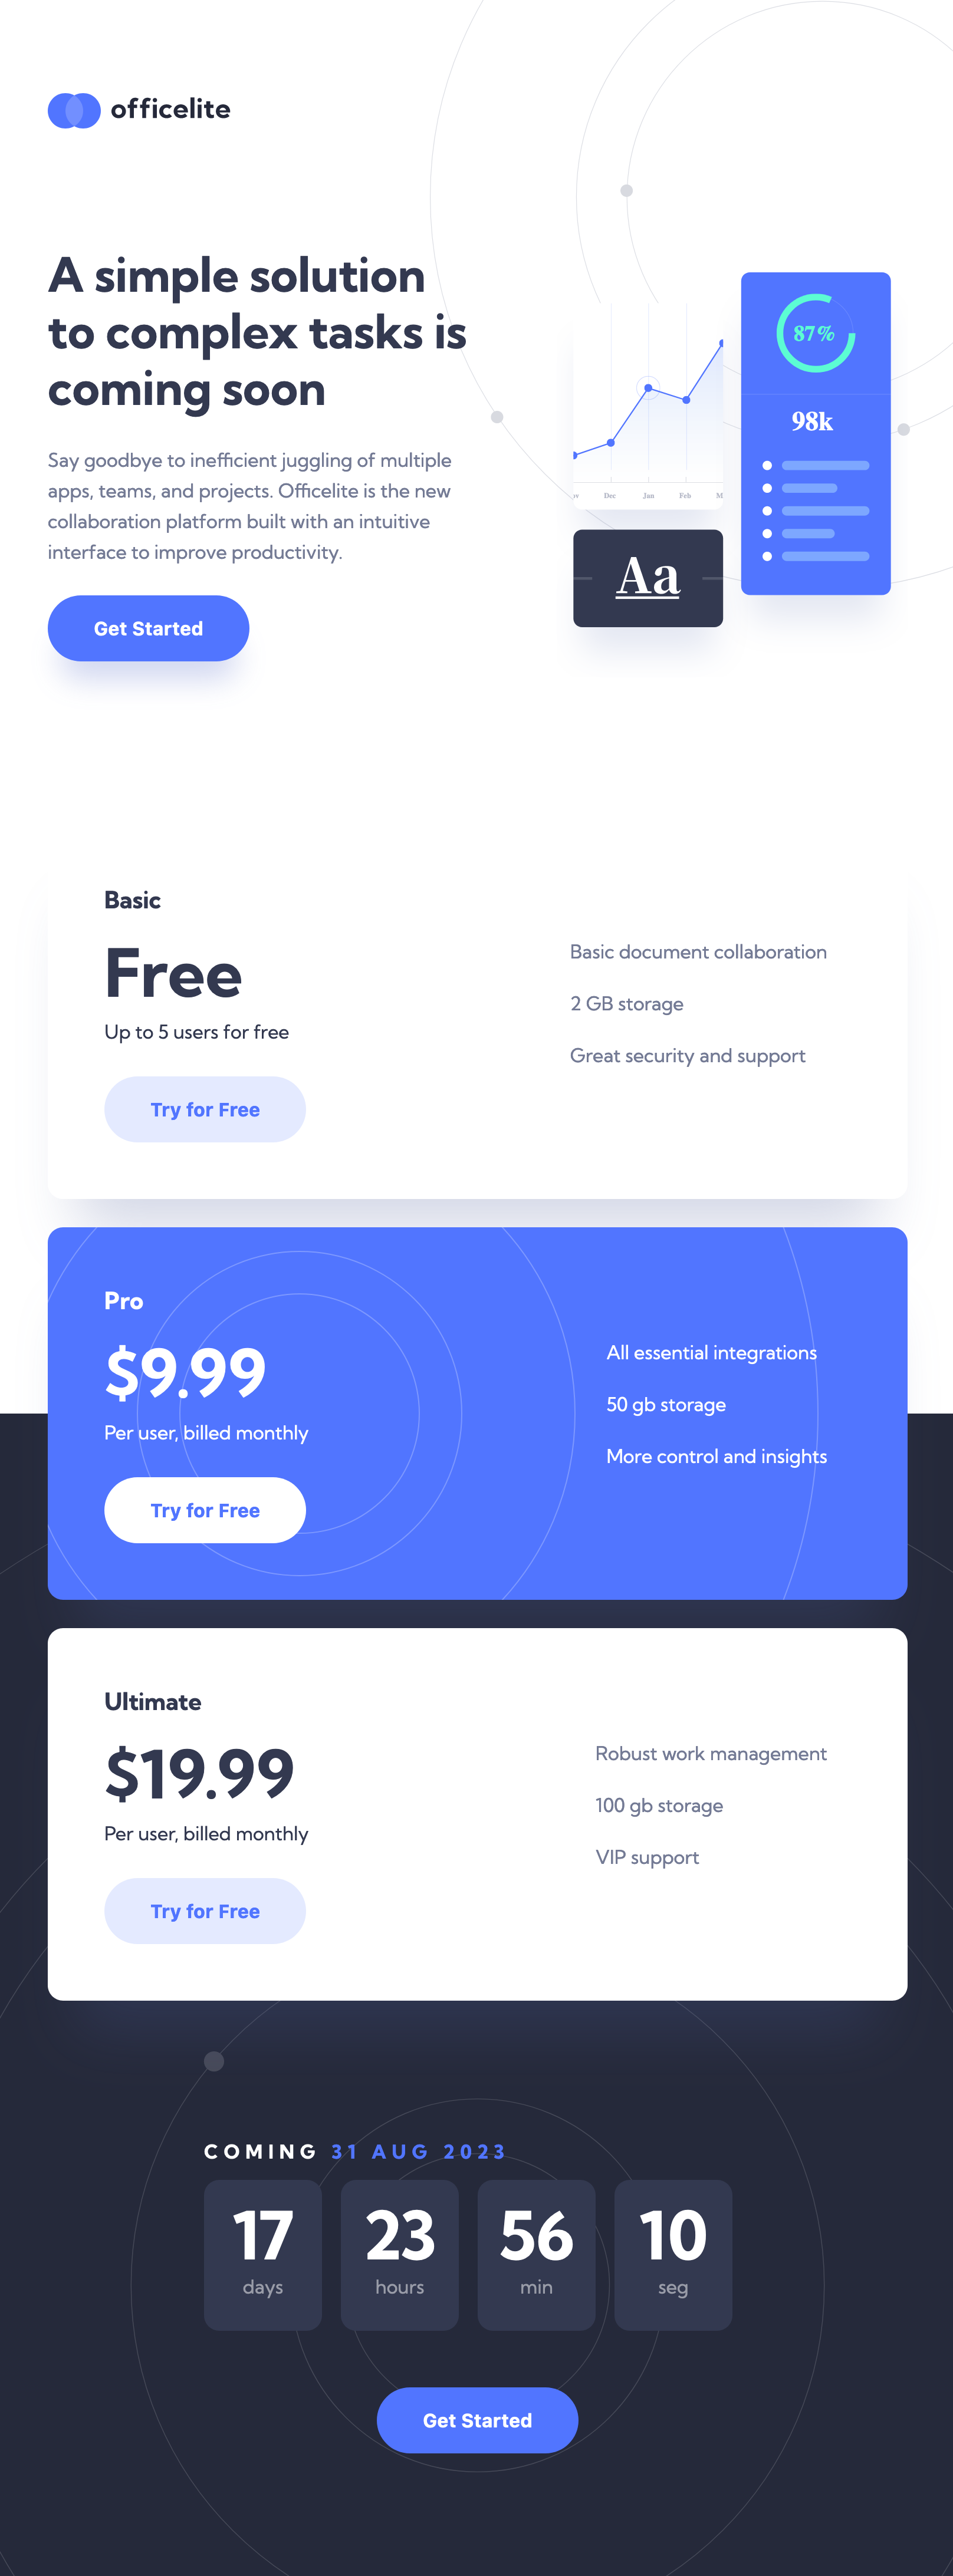 officelite
A simple solution
to complex tasks is
coming soon
Say goodbye to inefficient juggling of multiple
apps, teams, and projects. Officelite is the new
collaboration platform built with an intuitive
interface to improve productivity.
Get Started
87%
98k
Dec Jan Feb
Aa
Basic
Free
Up to 5 users for free
Try for Free
Basic document collaboration
2 GB storage
Great security and support
Pro
$9.99
Per user, billed monthly
Try for Free
All essential integrations
50 gb storage
More control and insights
Ultimate
$19.99
Per user, billed monthly
Try for Free
Robust work management
100 gb storage
VIP support
COMING 31 AUG 2023
17 23 56 10
days hours min seg
Get Started